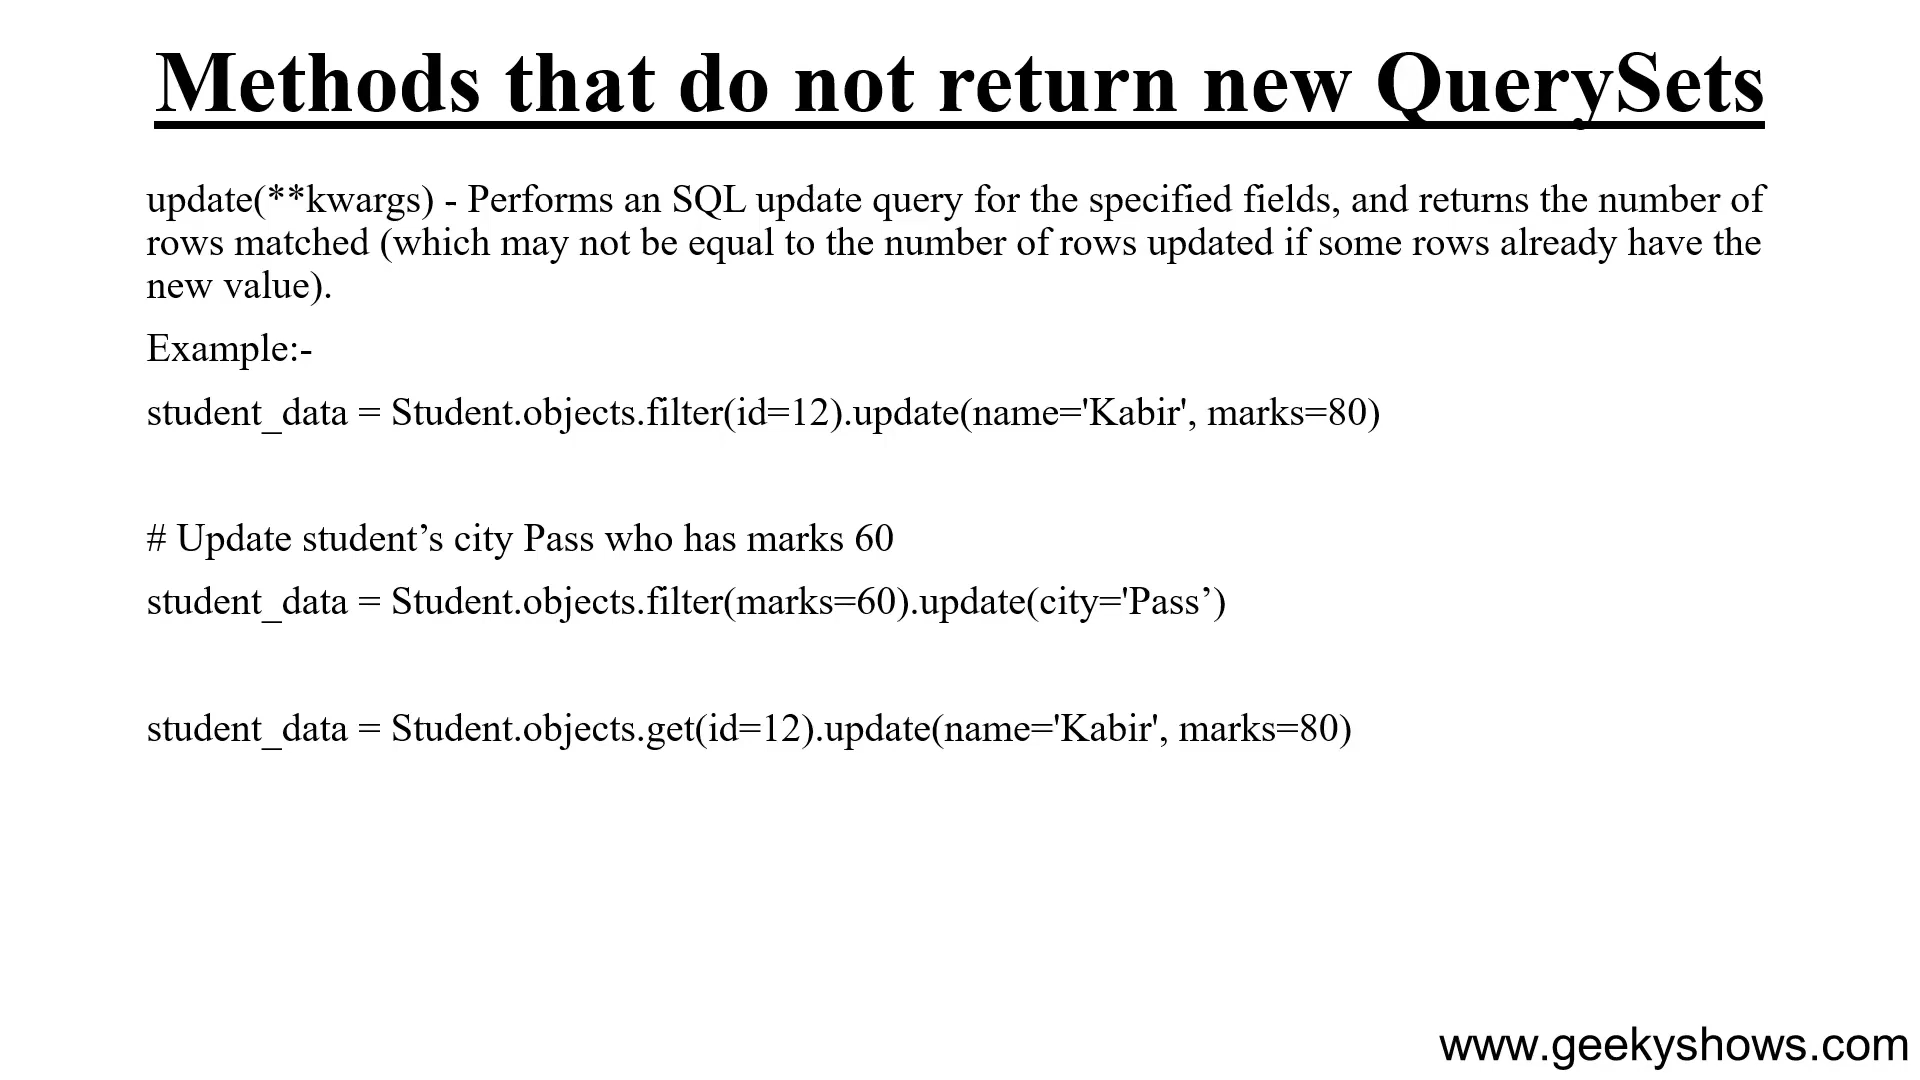 Methods that do not return new QuerySets
update(**kwargs) - Performs an SQL update query for the specified fields, and returns the number of
rows matched (which may not be equal to the number of rows updated if some rows already have the
new value).
Example:-
student_data = Student.objects.filter(id=12).update(name='Kabir', marks=80)
# Update student’s city Pass who has marks 60
student_data = Student.objects.filter(marks=60).update(city='Pass’)
student_data = Student.objects.get(id=12).update(name='Kabir', marks=80)
www.geekyshows.com